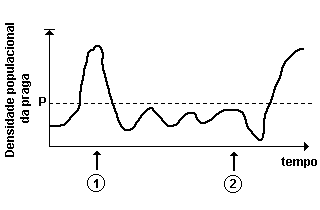 Densidade populacional
da praga
P
tempo
1
2